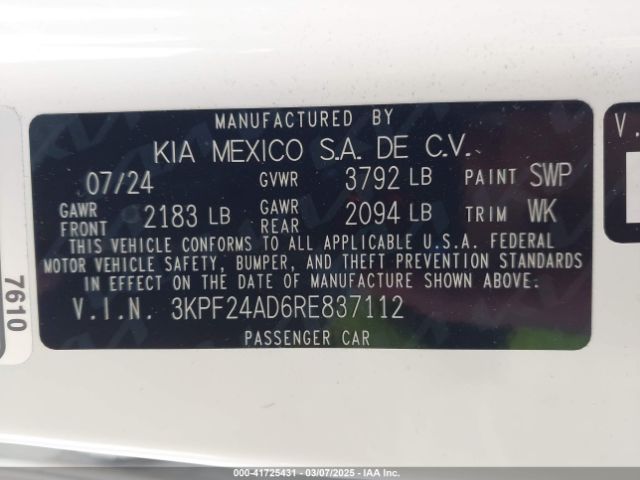 MANUFACTURED BY
KIA MEXICO S.A. DE C.V.
07/24 GVWR 3792 LB PAINT SWP
GAWR FRONT 2183 LB GAWR REAR 2094 LB TRIM WK
THIS VEHICLE CONFORMS TO ALL APPLICABLE U.S.A. FEDERAL
MOTOR VEHICLE SAFETY, BUMPER, AND THEFT PREVENTION STANDARDS
IN EFFECT ON THE DATE OF MANUFACTURE SHOWN ABOVE.
V.I.N. 3KPF24AD6RE837112
PASSENGER CAR
7610
V.
© - 41725431 - 03/07/2025 - IAA Inc.